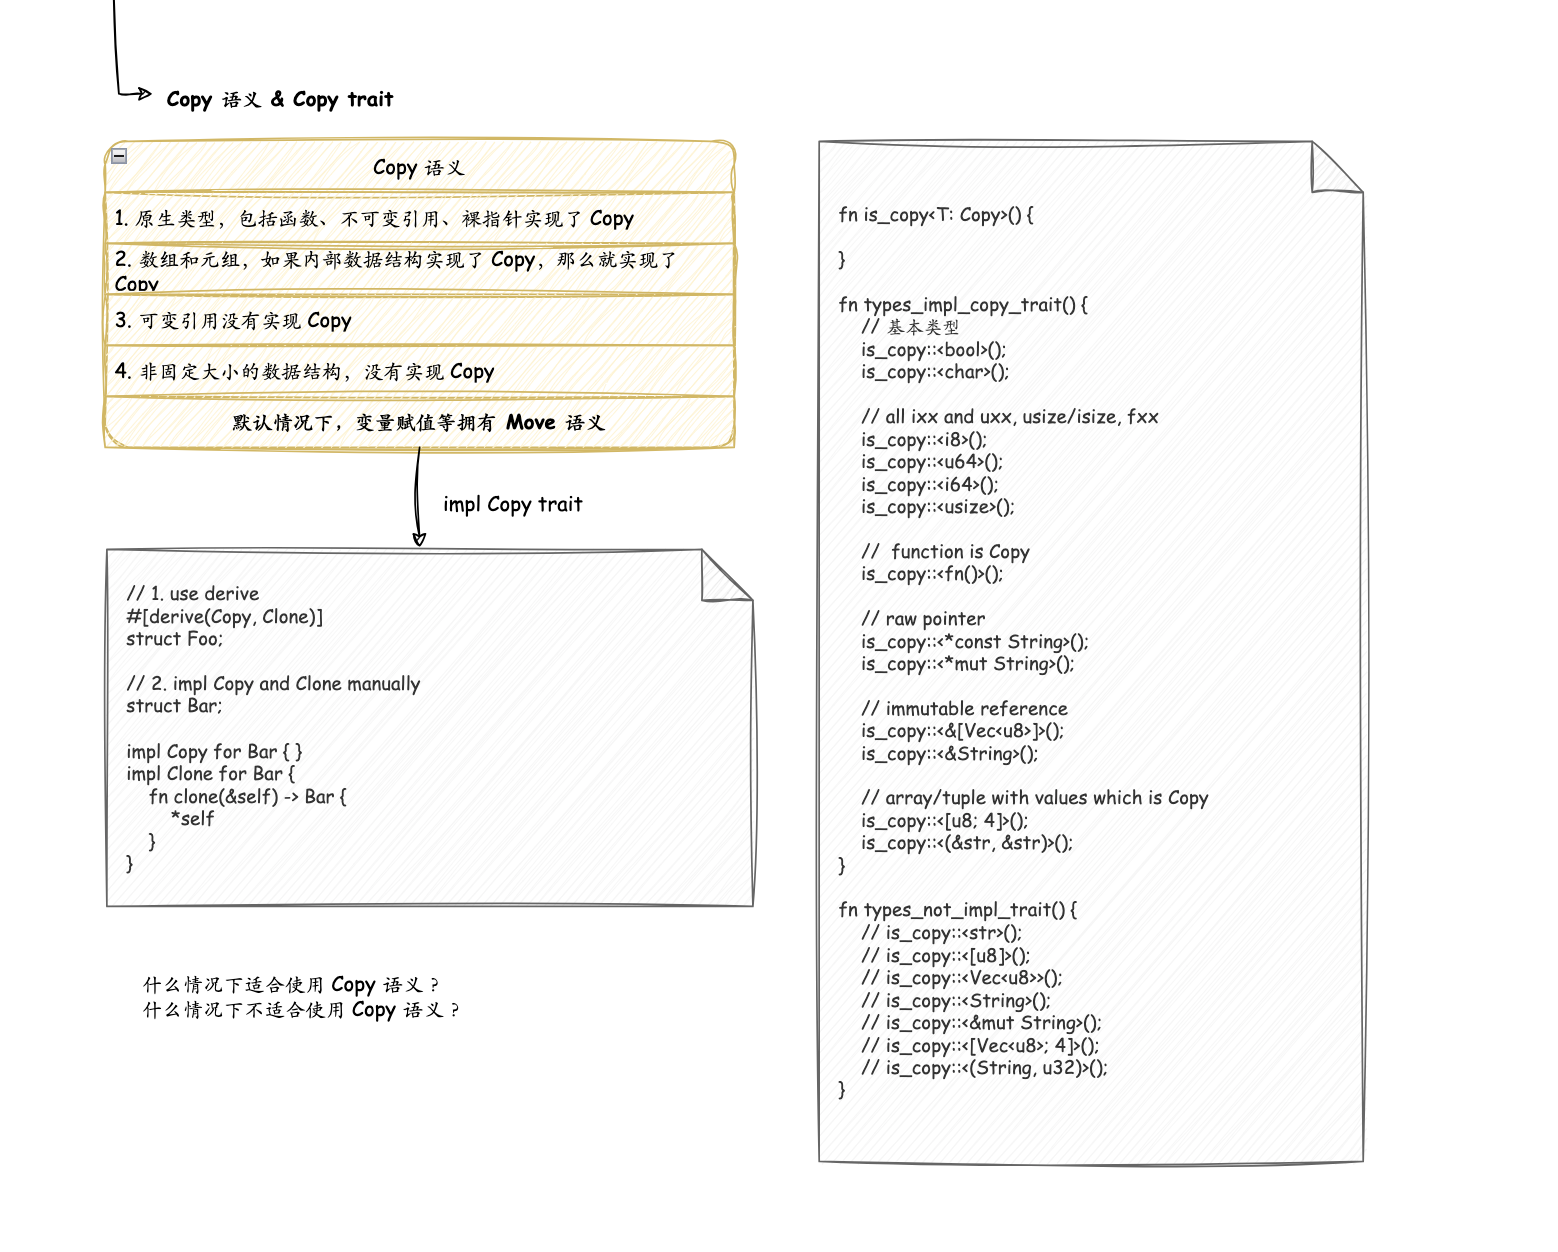 Copy 语义 & Copy trait
Copy 语义
1. 原生类型，包括函数、不可变引用、裸指针实现了 Copy
2. 数组和元组，如果内部数据结构实现了 Copy，那么就实现了
Copy
3. 可变引用没有实现 Copy
4. 非固定大小的数据结构，没有实现 Copy
默认情况下，变量赋值等拥有 Move 语义
impl Copy trait
// 1. use derive
#[derive(Copy, Clone)]
struct Foo;
// 2. impl Copy and Clone manually
struct Bar;
impl Copy for Bar { }
impl Clone for Bar {
    fn clone(&self) -> Bar {
        *self
    }
}
什么情况下适合使用 Copy 语义？
什么情况下不适合使用 Copy 语义？
fn is_copy<T: Copy>() {
}
fn types_impl_copy_trait() {
    // 基本类型
    is_copy::<bool>();
    is_copy::<char>();
    // all ixx and uxx, usize/isize, fxx
    is_copy::<i8>();
    is_copy::<u64>();
    is_copy::<i64>();
    is_copy::<usize>();
    //  function is Copy
    is_copy::<fn()>();
    // raw pointer
    is_copy::<*const String>();
    is_copy::<*mut String>();
    // immutable reference
    is_copy::<&[Vec<u8>]>();
    is_copy::<&String>();
    // array/tuple with values which is Copy
    is_copy::<[u8; 4]>();
    is_copy::<(&str, &str)>();
}
fn types_not_impl_trait() {
    // is_copy::<str>();
    // is_copy::<[u8]>();
    // is_copy::<Vec<u8>>();
    // is_copy::<String>();
    // is_copy::<&mut String>();
    // is_copy::<[Vec<u8>; 4]>();
    // is_copy::<(String, u32)>();
}